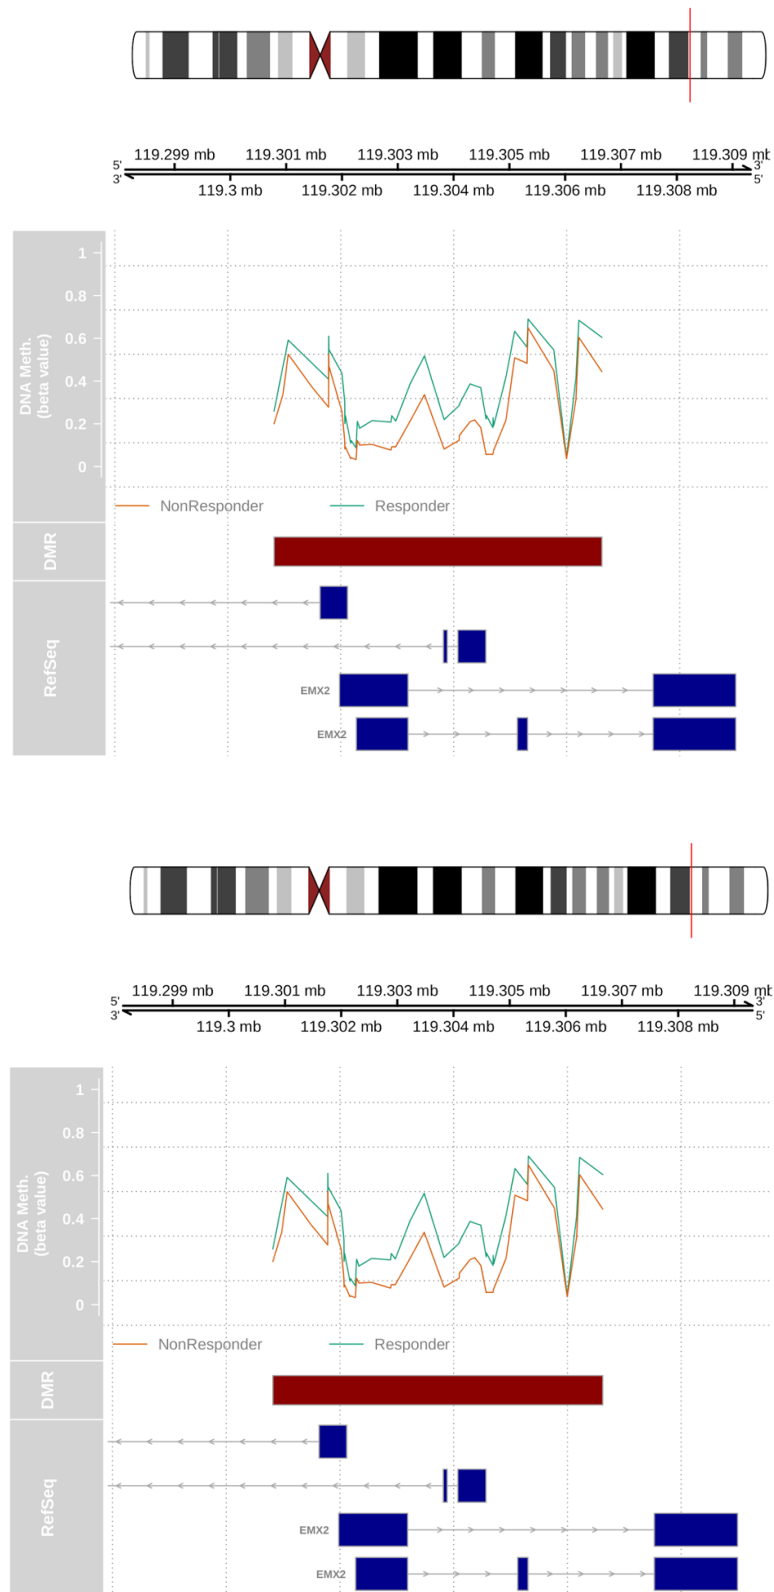 119.299 mb 119.301 mb 119.303 mb 119.305 mb 119.307 mb 119.309 mb
5' 3'
3' 5'
119.3 mb 119.302 mb 119.304 mb 119.306 mb 119.308 mb
DNA Meth.
(beta value)
1
0.8
0.6
0.4
0.2
0
NonResponder Responder
DMR
RefSeq
EMX2
EMX2
119.299 mb 119.301 mb 119.303 mb 119.305 mb 119.307 mb 119.309 mb
5' 3'
3' 5'
119.3 mb 119.302 mb 119.304 mb 119.306 mb 119.308 mb
DNA Meth.
(beta value)
1
0.8
0.6
0.4
0.2
0
NonResponder Responder
DMR
RefSeq
EMX2
EMX2